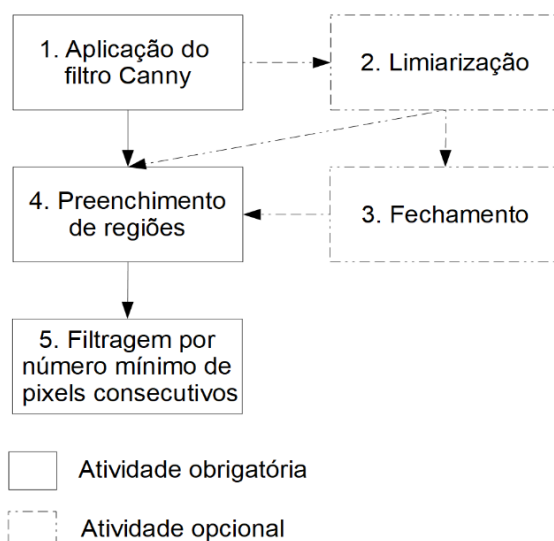 1. Aplicação do
filtro Canny
2. Limiarização
4. Preenchimento
de regiões
3. Fechamento
5. Filtragem por
número mínimo de
pixels consecutivos
Atividade obrigatória
Atividade opcional